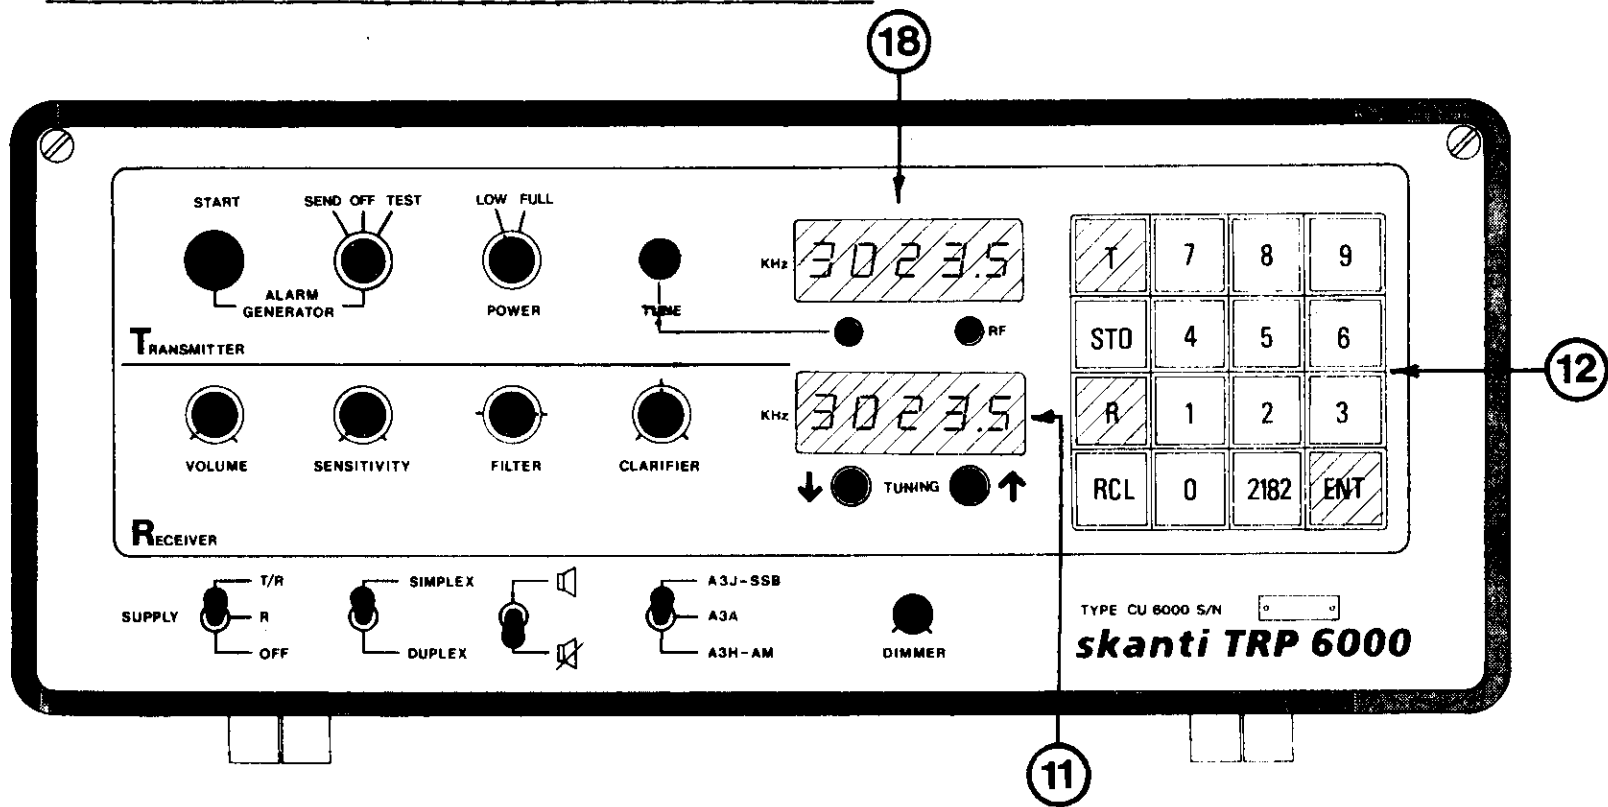 18
START
SEND OFF TEST
LOW FULL
KHz 3023.5
T 7 8 9
ALARM
GENERATOR
POWER
TUNE
RF
TRANSMITTER
STO 4 5 6
12
KHz 3023.5
R 1 2 3
VOLUME
SENSITIVITY
FILTER
CLARIFIER
TUNING
RCL 0 2182 ENT
RECEIVER
T/R
SUPPLY
R
OFF
SIMPLEX
DUPLEX
A3J-SSB
A3A
A3H-AM
DIMMER
TYPE CU 6000 S/N
skanti TRP 6000
11